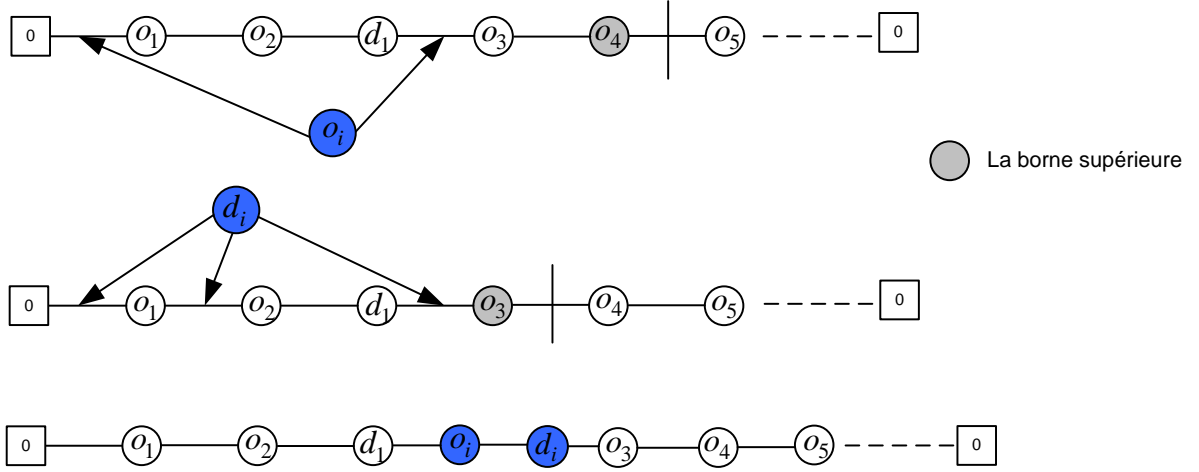 0 o1 o2 d1 o3 o4 o5 0
oi
La borne supérieure
di
0 o1 o2 d1 o3 o4 o5 0
0 o1 o2 d1 oi di o3 o4 o5 0